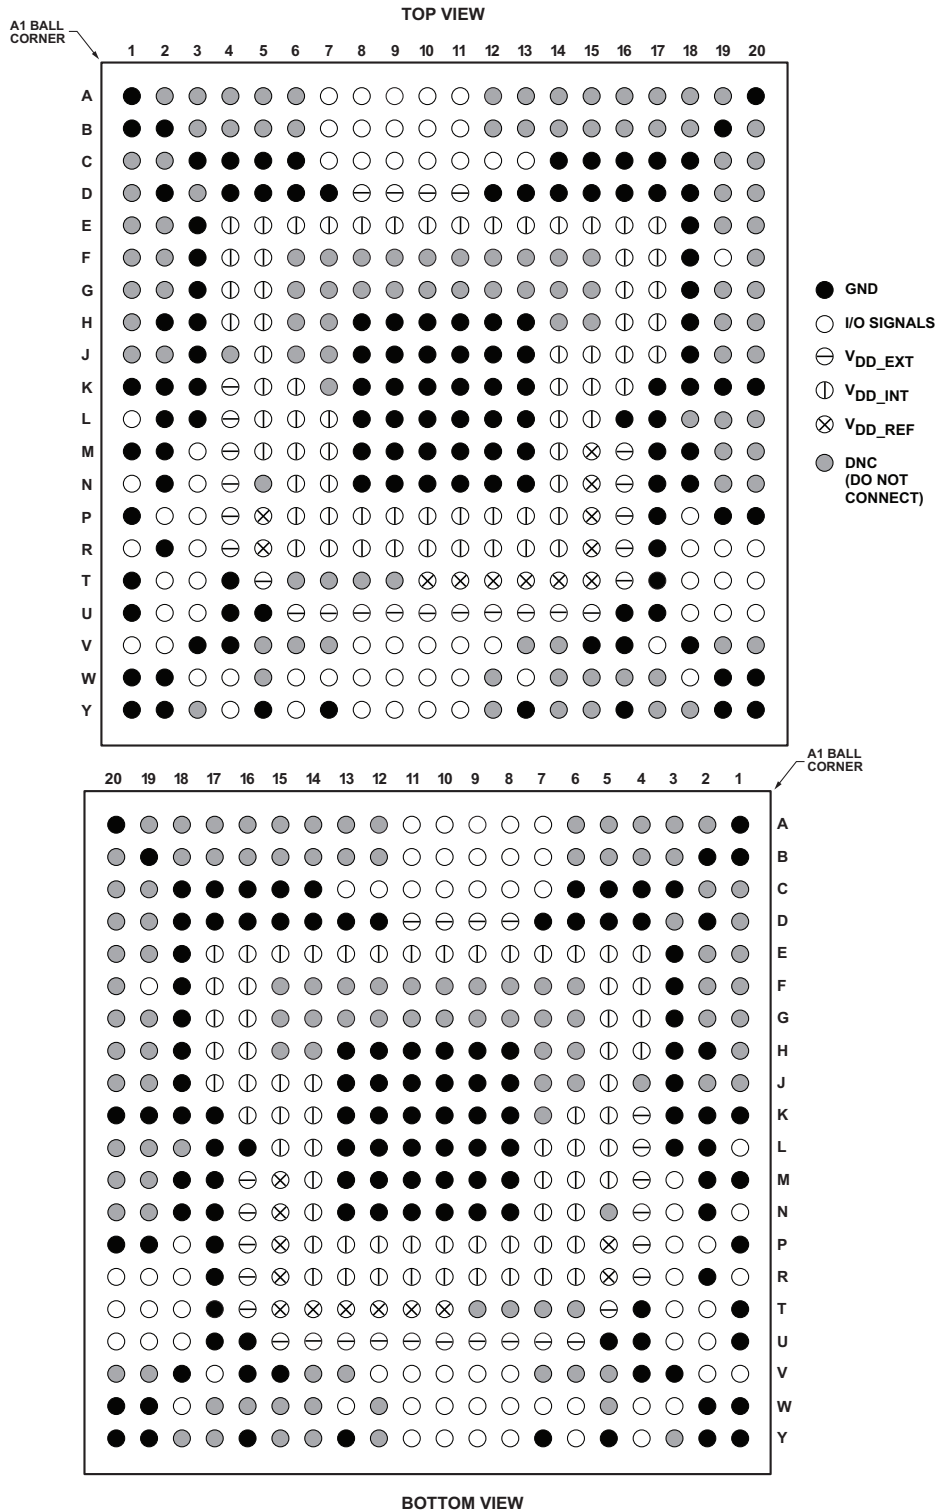 TOP VIEW
A1 BALL
CORNER
1 2 3 4 5 6 7 8 9 10 11 12 13 14 15 16 17 18 19 20
A
B
C
D
E
F
G
H
J
K
L
M
N
P
R
T
U
V
W
Y
GND
I/O SIGNALS
VDD_EXT
VDD_INT
VDD_REF
DNC
(DO NOT
CONNECT)
A1 BALL
CORNER
20 19 18 17 16 15 14 13 12 11 10 9 8 7 6 5 4 3 2 1
A
B
C
D
E
F
G
H
J
K
L
M
N
P
R
T
U
V
W
Y
BOTTOM VIEW